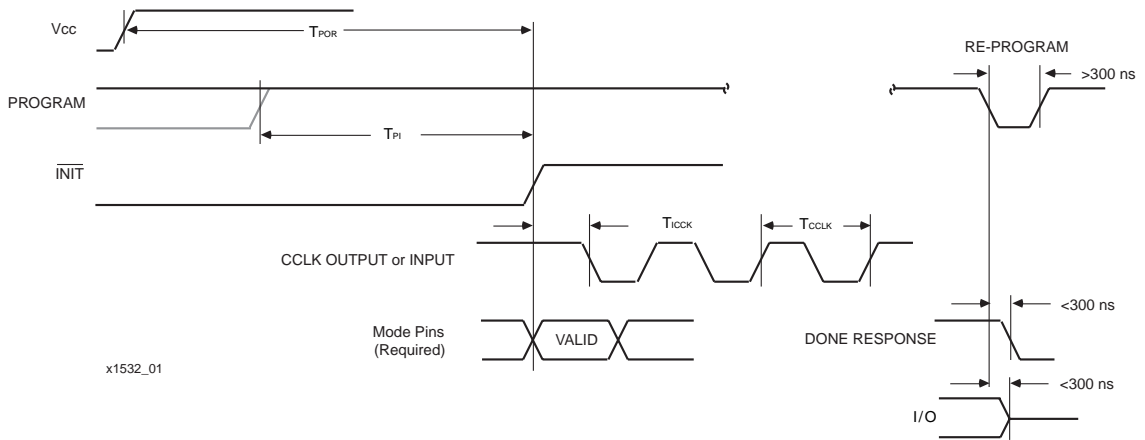 Vcc
TPOR
RE-PROGRAM
>300 ns
PROGRAM
TPI
INIT
TICCK
TCCLK
CCLK OUTPUT or INPUT
<300 ns
Mode Pins
(Required)
VALID
DONE RESPONSE
x1532_01
<300 ns
I/O